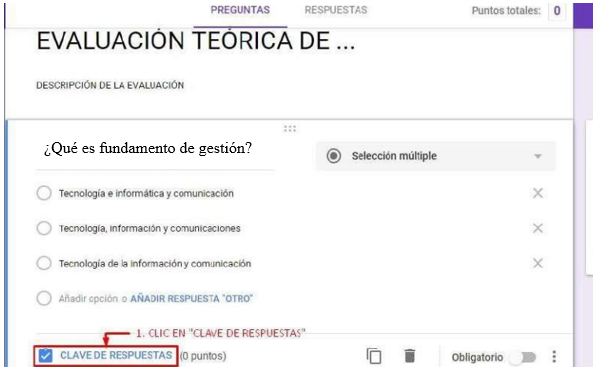 PREGUNTAS RESPUESTAS Puntos totales: 0
EVALUACIÓN TEÓRICA DE ...
DESCRIPCIÓN DE LA EVALUACIÓN
¿Qué es fundamento de gestión?
Selección múltiple
Tecnología e informática y comunicación
Tecnología, información y comunicaciones
Tecnología de la información y comunicación
Añadir opción o AÑADIR RESPUESTA "OTRO"
1. CLIC EN "CLAVE DE RESPUESTAS"
CLAVE DE RESPUESTAS (0 puntos) Obligatorio